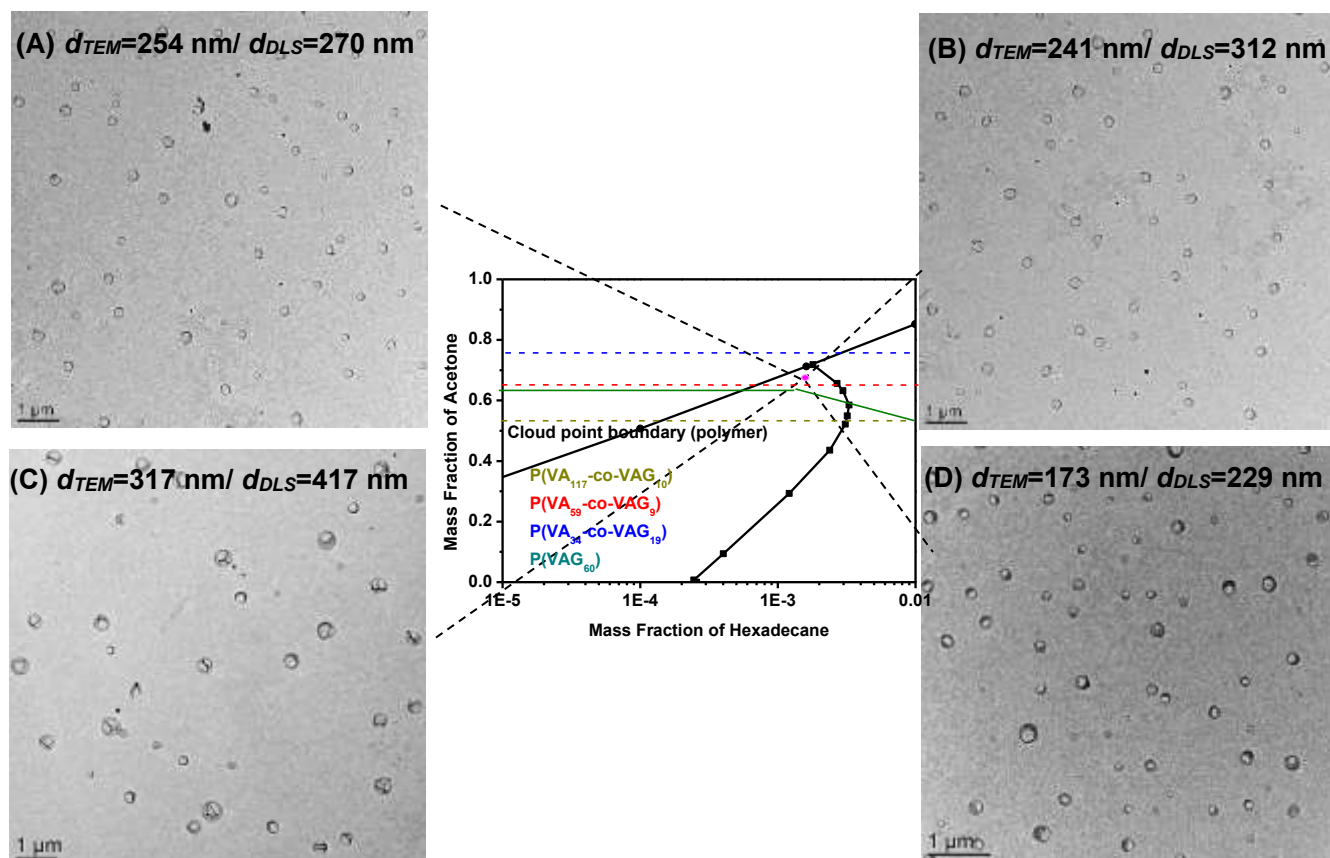 (A) dTEM=254 nm/ dDLS=270 nm
(B) dTEM=241 nm/ dDLS=312 nm
1 µm
1 µm
1.0
0.8
0.6
0.4
0.2
0.0
Mass Fraction of Acetone
Cloud point boundary (polymer)
P(VA117-co-VAG10)
P(VA59-co-VAG9)
P(VA34-co-VAG19)
P(VAG60)
1E-5
1E-4
1E-3
0.01
Mass Fraction of Hexadecane
(C) dTEM=317 nm/ dDLS=417 nm
(D) dTEM=173 nm/ dDLS=229 nm
1 µm
1 µm